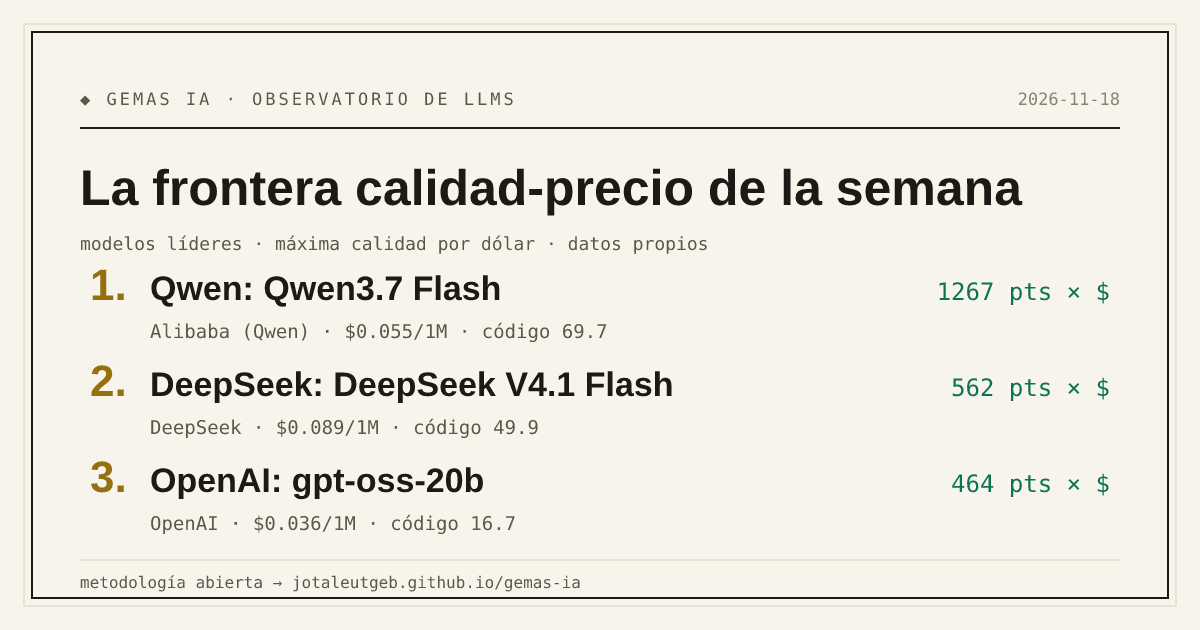 ◆ GEMAS IA · OBSERVATORIO DE LLMS
2026-11-18
La frontera calidad-precio de la semana
modelos líderes · máxima calidad por dólar · datos propios
1. Qwen: Qwen3.7 Flash
1267 pts × $
Alibaba (Qwen) · $0.055/1M · código 69.7
2. DeepSeek: DeepSeek V4.1 Flash
562 pts × $
DeepSeek · $0.089/1M · código 49.9
3. OpenAI: gpt-oss-20b
464 pts × $
OpenAI · $0.036/1M · código 16.7
metodología abierta → jotaleutgeb.github.io/gemas-ia